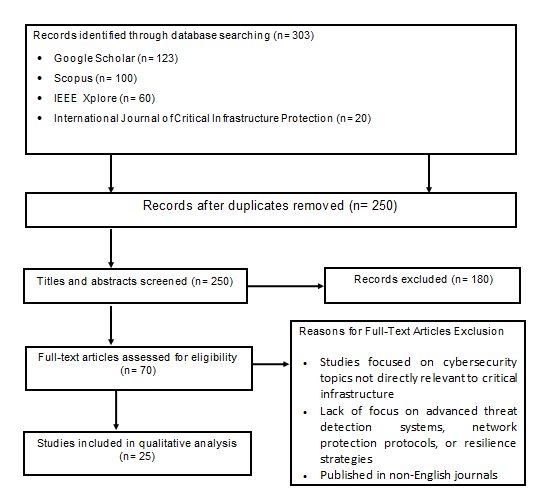 Records identified through database searching (n= 303)
• Google Scholar (n= 123)
• Scopus (n= 100)
• IEEE Xplore (n= 60)
• International Journal of Critical Infrastructure Protection (n= 20)
Records after duplicates removed (n= 250)
Titles and abstracts screened (n= 250)
Records excluded (n= 180)
Full-text articles assessed for eligibility
(n= 70)
Reasons for Full-Text Articles Exclusion
• Studies focused on cybersecurity
topics not directly relevant to critical
infrastructure
• Lack of focus on advanced threat
detection systems, network
protection protocols, or resilience
strategies
• Published in non-English journals
Studies included in qualitative analysis
(n= 25)